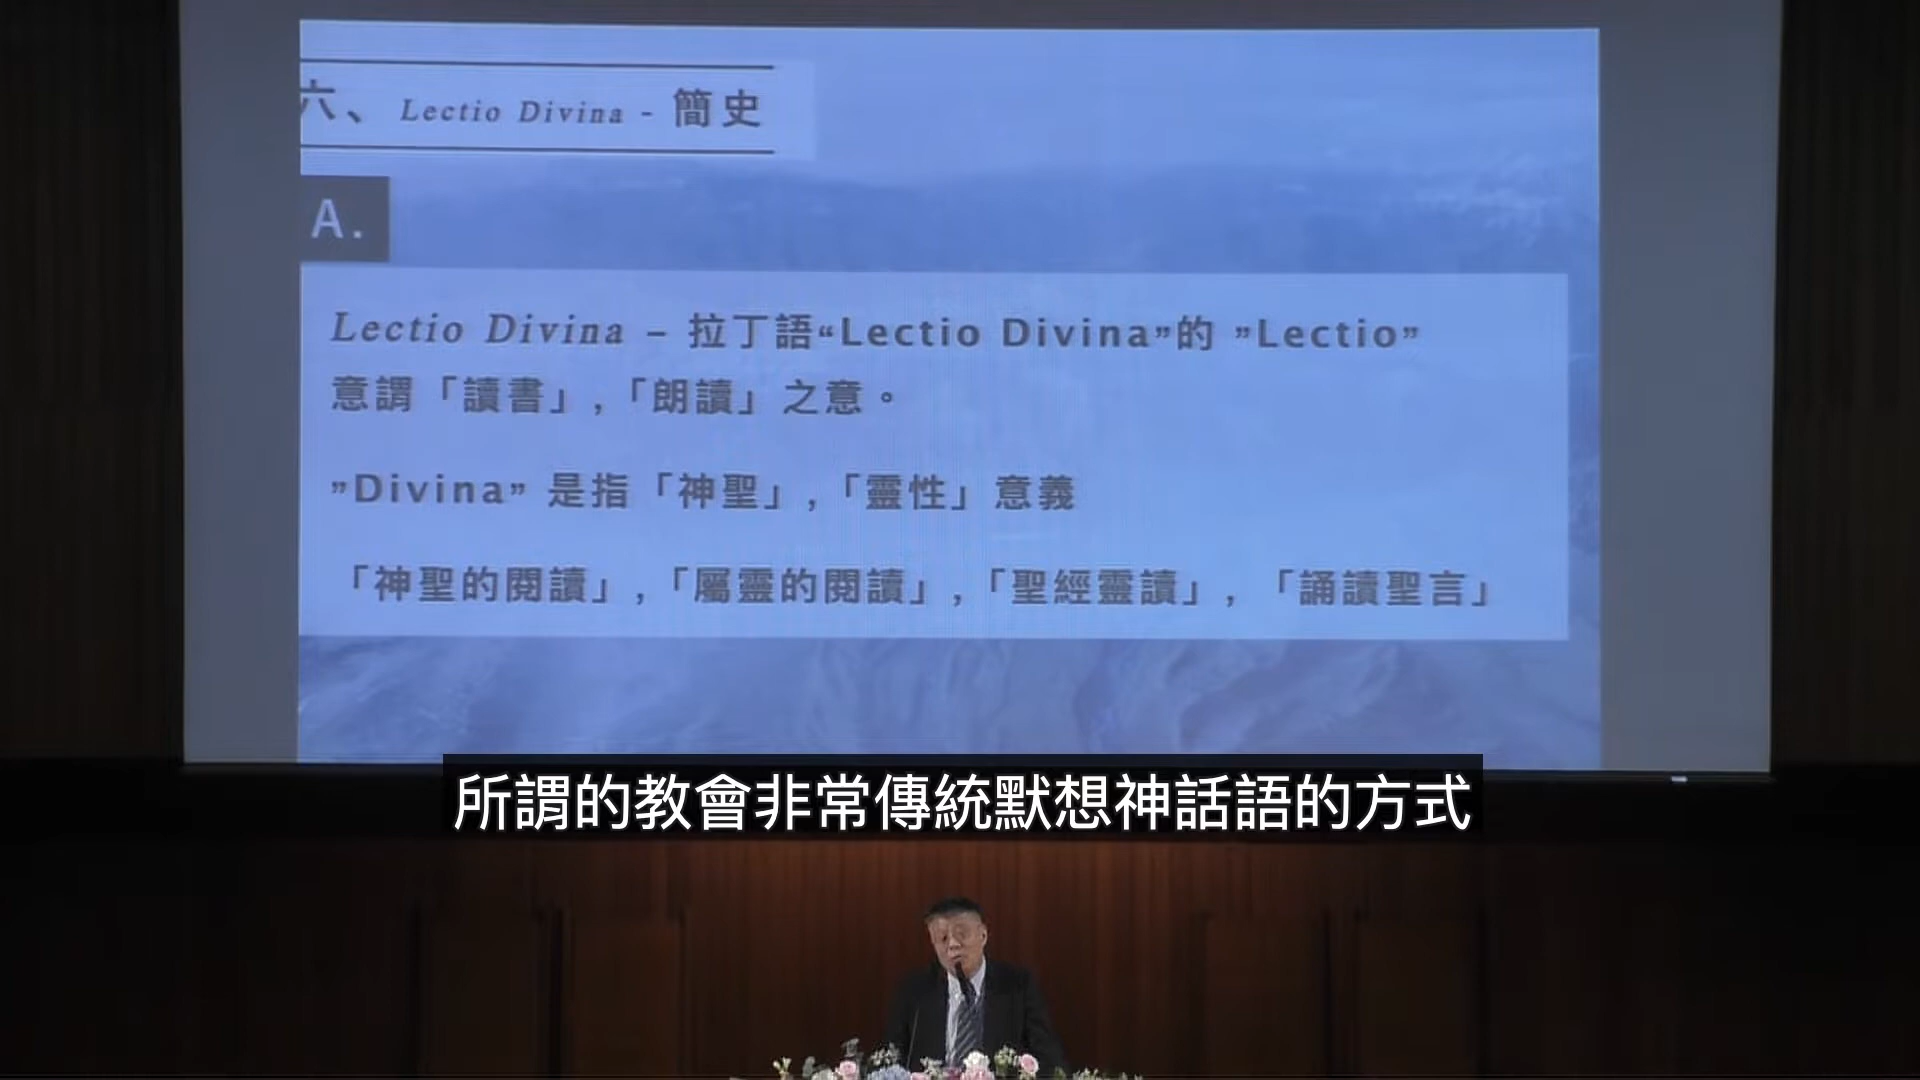 六、Lectio Divina - 簡史
A.
Lectio Divina – 拉丁語“Lectio Divina”的 ”Lectio”
意謂「讀書」,「朗讀」之意。
”Divina” 是指「神聖」,「靈性」意義
「神聖的閱讀」,「屬靈的閱讀」,「聖經靈讀」, 「誦讀聖言」
所謂的教會非常傳統默想神話語的方式